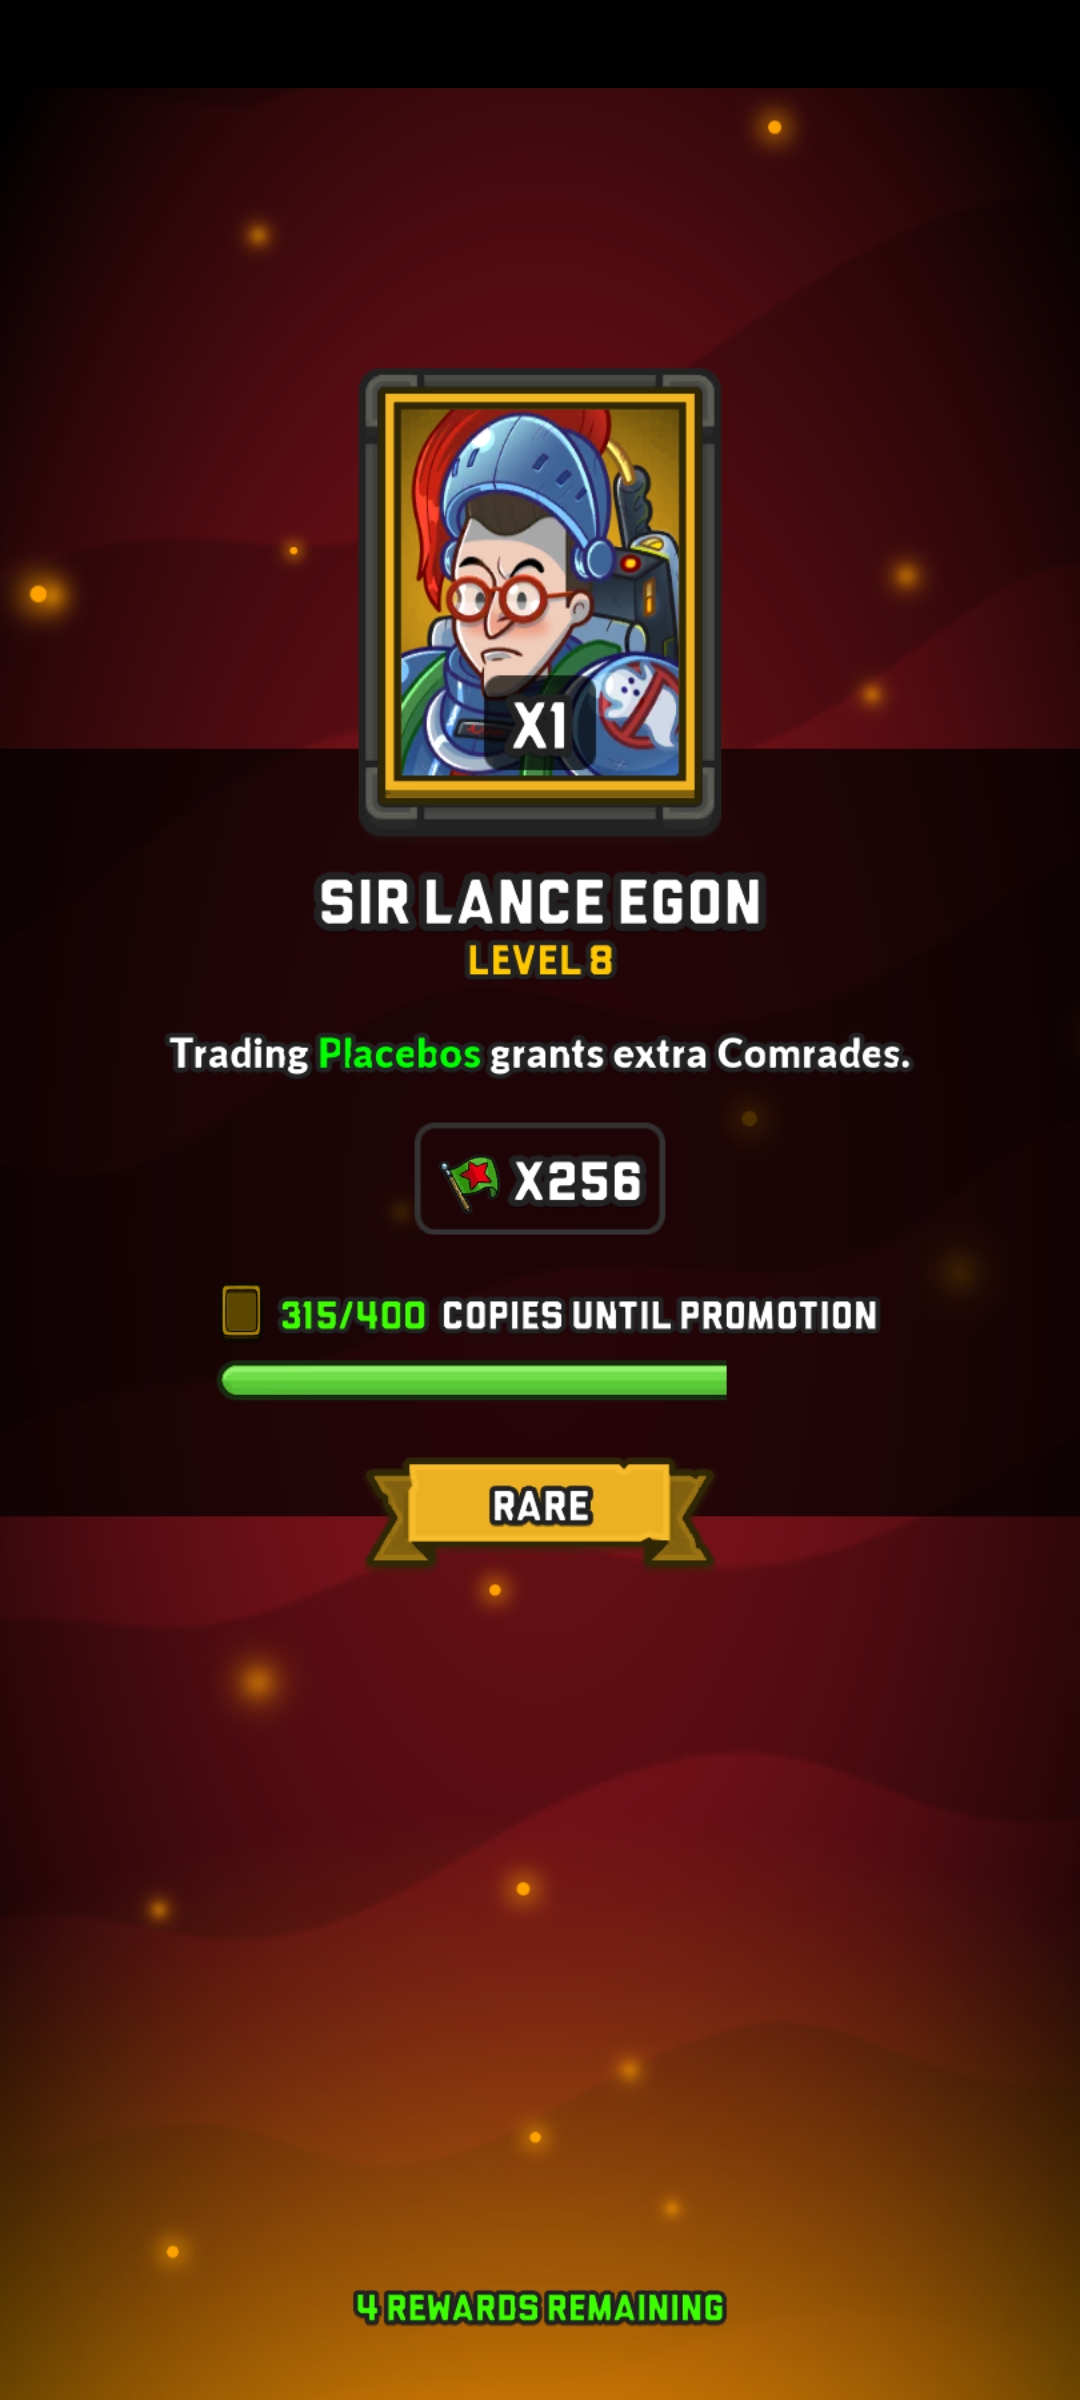 X1
SIR LANCE EGON
LEVEL 8
Trading Placebos grants extra Comrades.
X256
315/400 COPIES UNTIL PROMOTION
RARE
4 REWARDS REMAINING